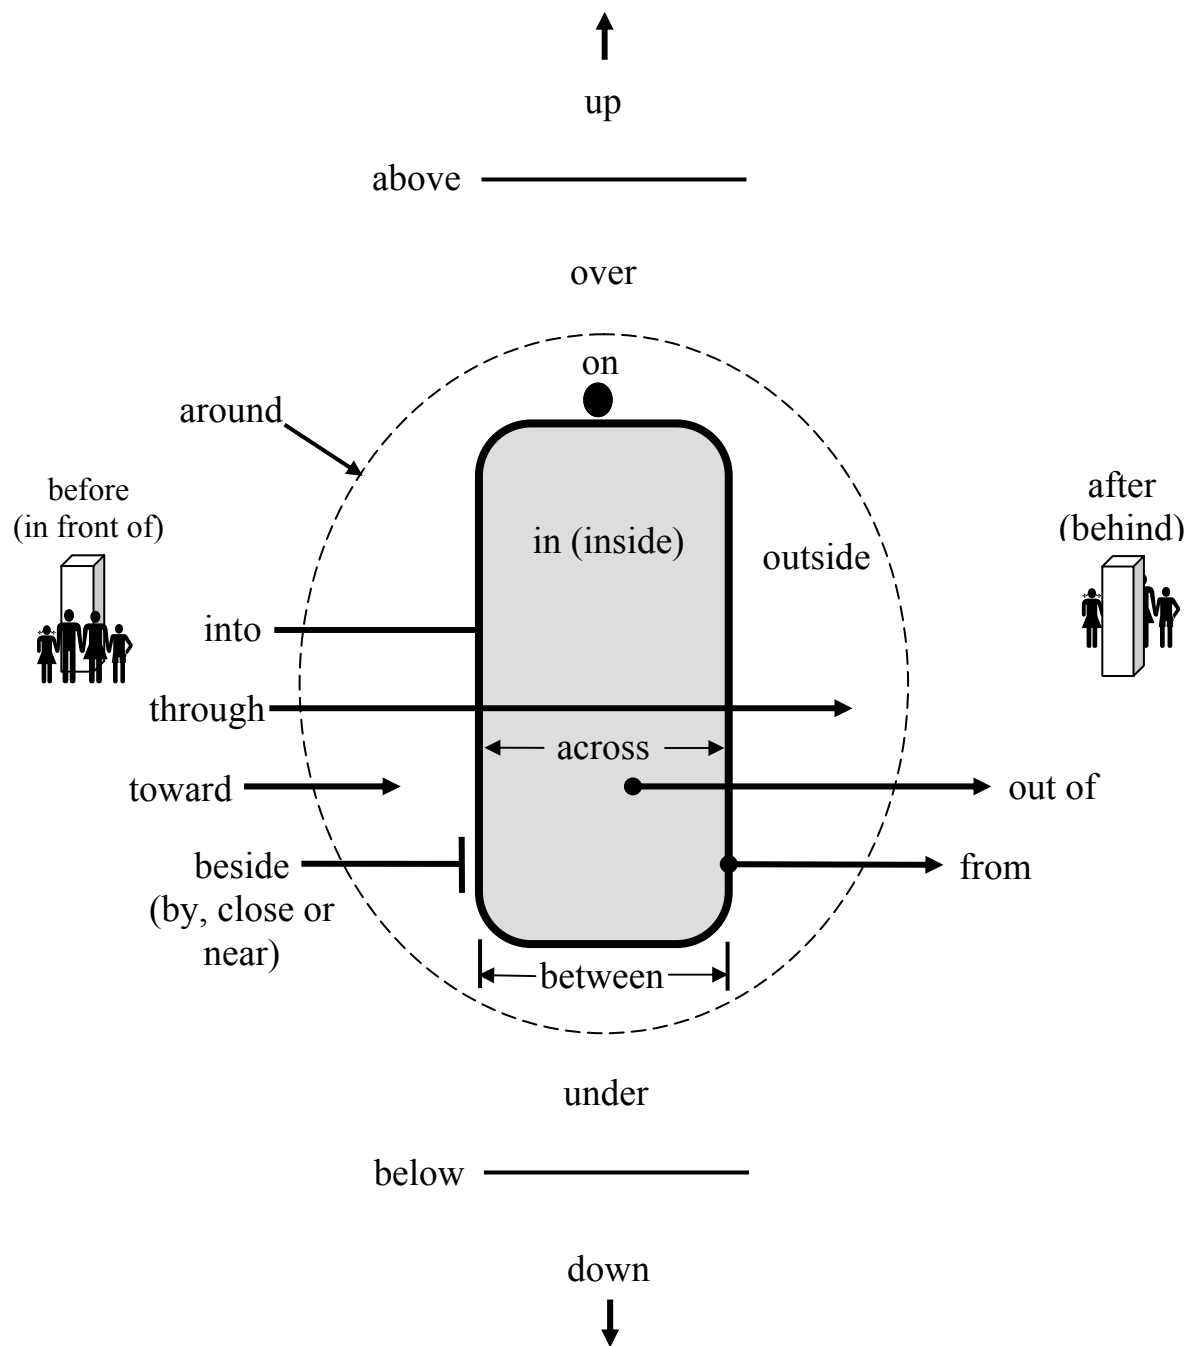 up
above
over
on
around
before
(in front of)
after
(behind)
in (inside)
outside
into
through
across
toward
out of
beside
(by, close or
near)
from
between
under
below
down